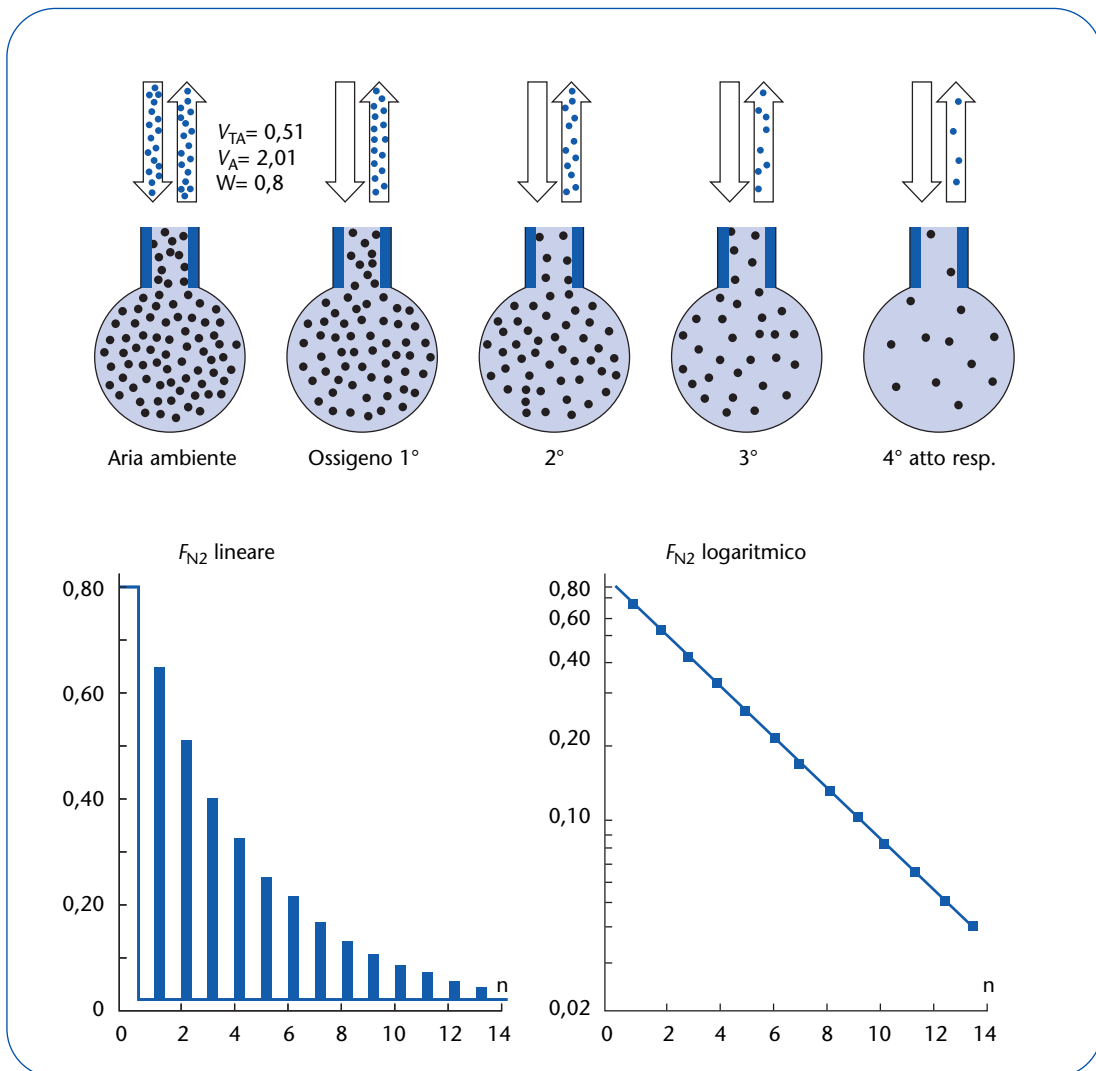 V_TA= 0,51
V_A= 2,01
W= 0,8
Aria ambiente
Ossigeno 1°
2°
3°
4° atto resp.
F_N2 lineare
0,80
0,60
0,40
0,20
0
n
0 2 4 6 8 10 12 14
F_N2 logaritmico
0,80
0,60
0,40
0,20
0,10
0,02
n
0 2 4 6 8 10 12 14